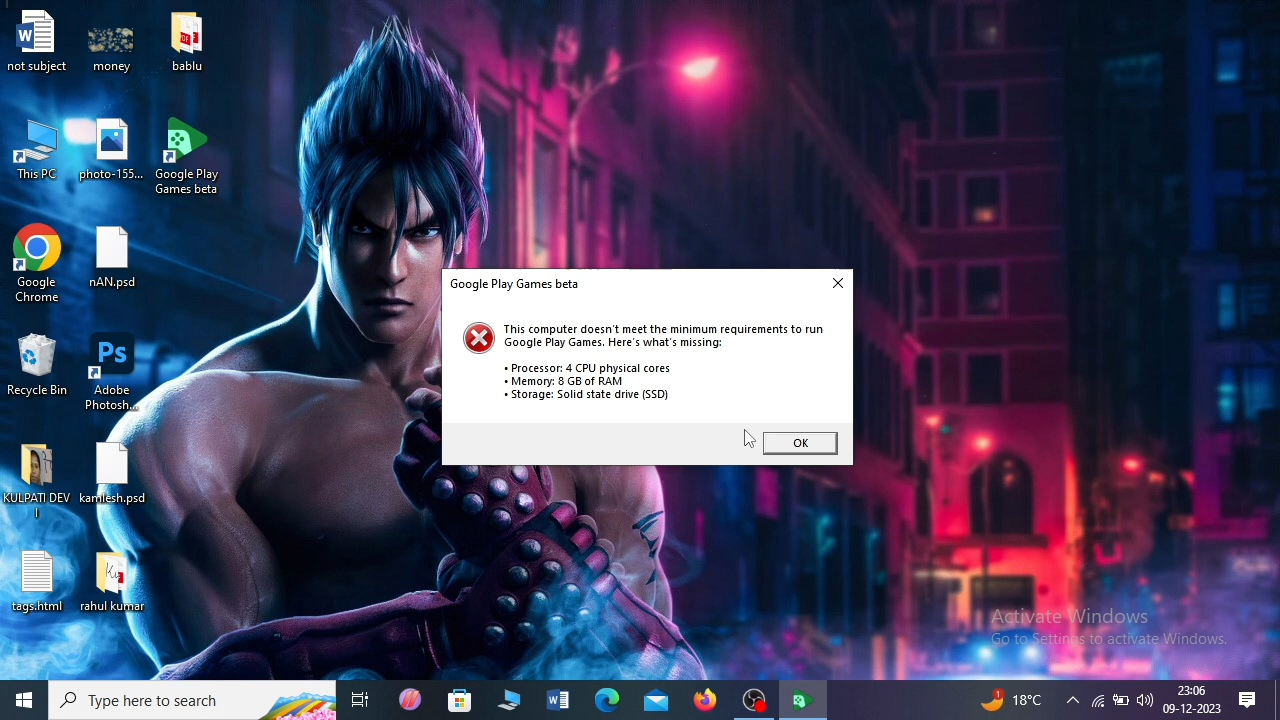 not subject
money
bablu
This PC
photo-155...
Google Play
Games beta
Google
Chrome
nAN.psd
Recycle Bin
Ps
Adobe
Photosh...
KULPATI DEV
I
kamlesh.psd
tags.html
rahul kumar
Google Play Games beta
This computer doesn't meet the minimum requirements to run
Google Play Games. Here's what's missing:
• Processor: 4 CPU physical cores
• Memory: 8 GB of RAM
• Storage: Solid state drive (SSD)
OK
Activate Windows
Go to Settings to activate Windows.
Type here to search
1
18°C
23:46
09-12-2023